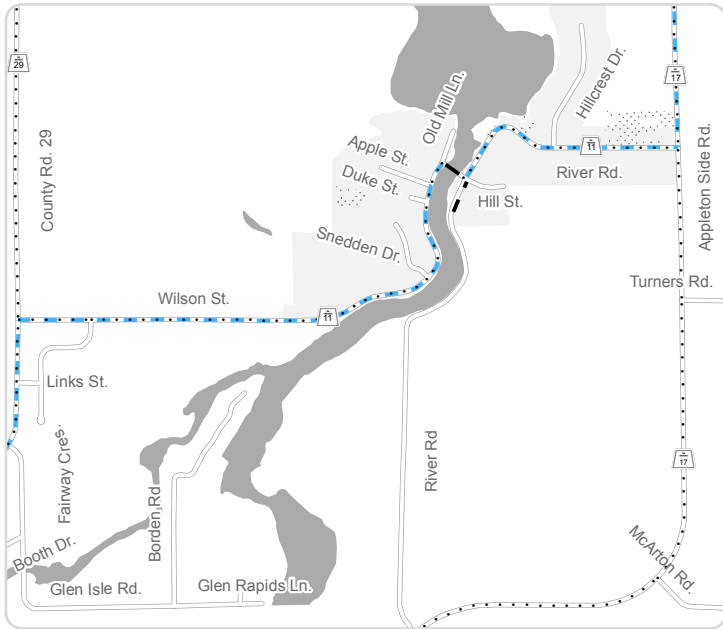 Old Mill Ln.
Hillcrest Dr.
29
17
Apple St.
11
County Rd. 29
Duke St.
River Rd.
Appleton Side Rd.
Hill St.
Snedden Dr.
Turners Rd.
Wilson St.
11
Links St.
Fairway Cres.
River Rd
17
Borden Rd
Booth Dr.
McArton Rd.
Glen Isle Rd.
Glen Rapids Ln.